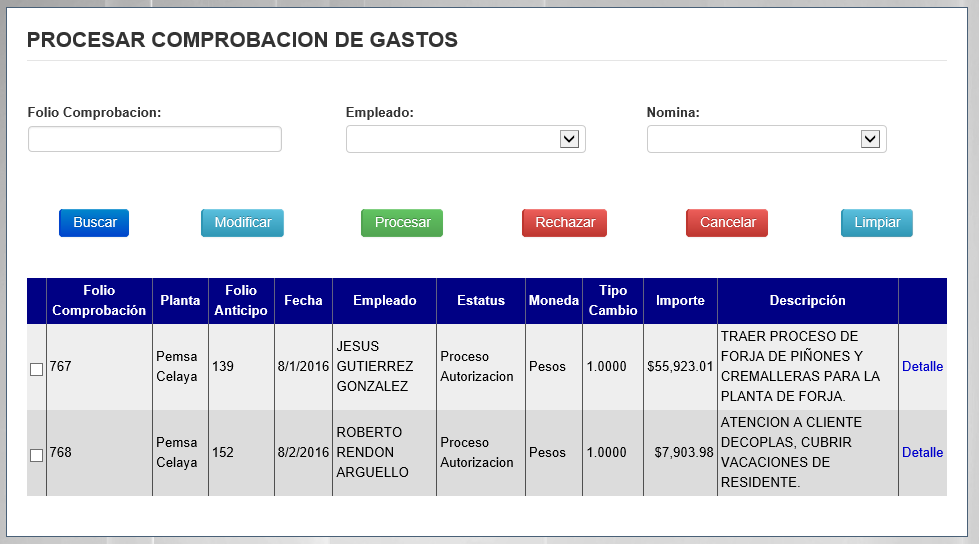 PROCESAR COMPROBACION DE GASTOS
Folio Comprobacion: Empleado: Nomina:
Buscar Modificar Procesar Rechazar Cancelar Limpiar
Folio Comprobación Planta Folio Anticipo Fecha Empleado Estatus Moneda Tipo Cambio Importe Descripción
767 Pemsa Celaya 139 8/1/2016 JESUS GUTIERREZ GONZALEZ Proceso Autorizacion Pesos 1.0000 $55,923.01 TRAER PROCESO DE FORJA DE PIÑONES Y CREMALLERAS PARA LA PLANTA DE FORJA. Detalle
768 Pemsa Celaya 152 8/2/2016 ROBERTO RENDON ARGUELLO Proceso Autorizacion Pesos 1.0000 $7,903.98 ATENCION A CLIENTE DECOPLAS, CUBRIR VACACIONES DE RESIDENTE. Detalle